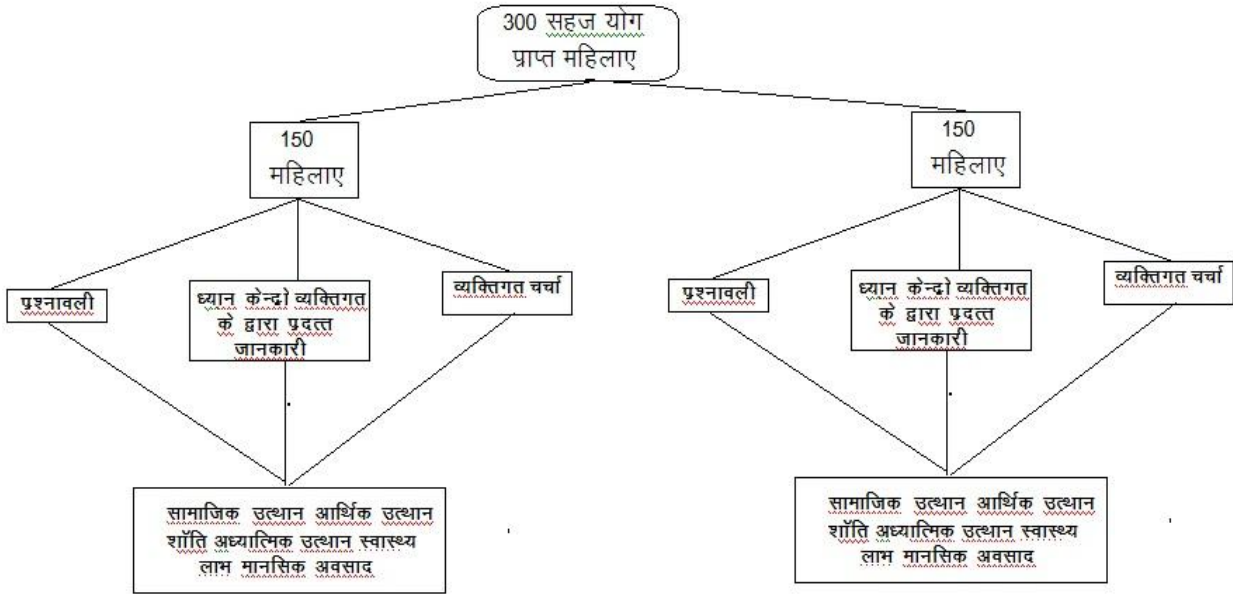 300 सहज योग
प्राप्त महिलाए
150
महिलाए
150
महिलाए
प्रश्नावली
ध्यान केन्द्रो व्यक्तिगत
के द्वारा प्रदत्त
जानकारी
व्यक्तिगत चर्चा
प्रश्नावली
ध्यान केन्द्रो व्यक्तिगत
के द्वारा प्रदत्त
जानकारी
व्यक्तिगत चर्चा
सामाजिक उत्थान आर्थिक उत्थान
शॉति अध्यात्मिक उत्थान स्वास्थ्य
लाभ मानसिक अवसाद
सामाजिक उत्थान आर्थिक उत्थान
शॉति अध्यात्मिक उत्थान स्वास्थ्य
लाभ मानसिक अवसाद